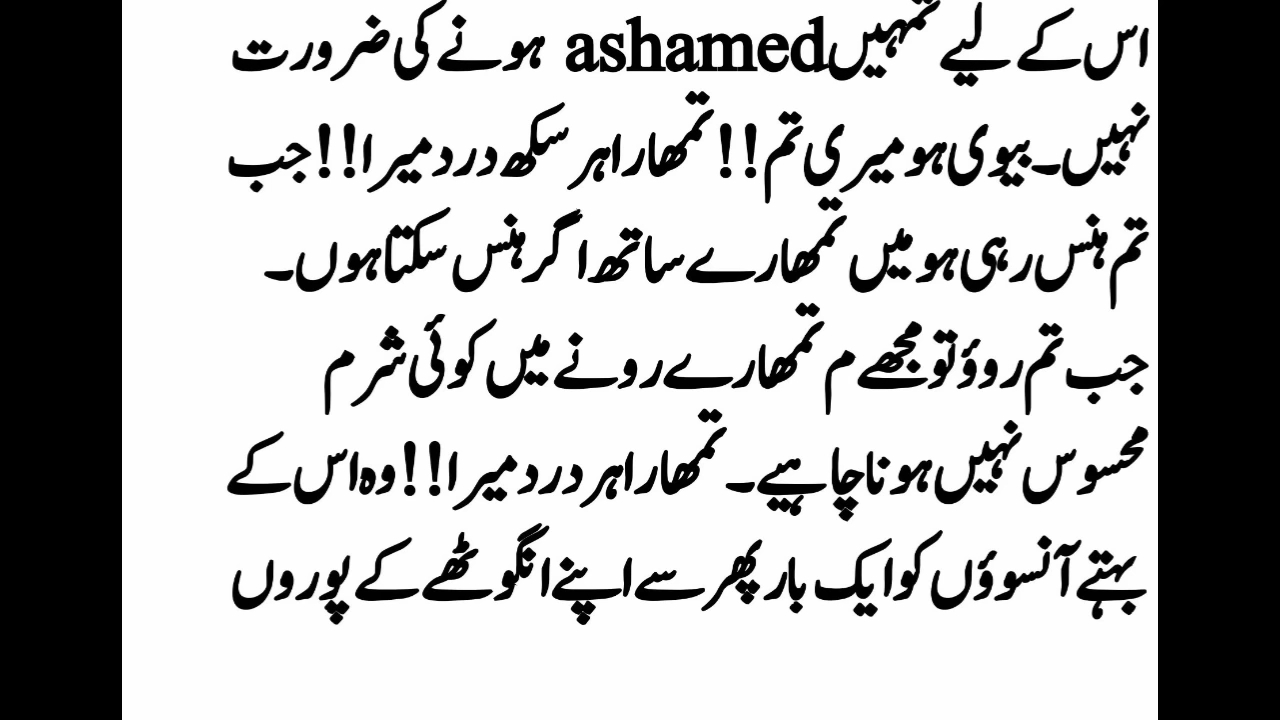 اس کے لیے تمہیں ashamed ہونے کی ضرورت
نہیں۔ بیوی ہو میری تم!! تمھارا ہر سکھ درد میرا!! جب
تم ہنس رہی ہو میں تمھارے ساتھ اگر ہنس سکتا ہوں۔
جب تم روؤ تو مجھے م تمھارے رونے میں کوئی شرم
محسوس نہیں ہونا چاہیے۔ تمھارا ہر درد میرا!! وہ اس کے
بہتے آنسوؤں کو ایک بار پھر سے اپنے انگوٹھے کے پوروں